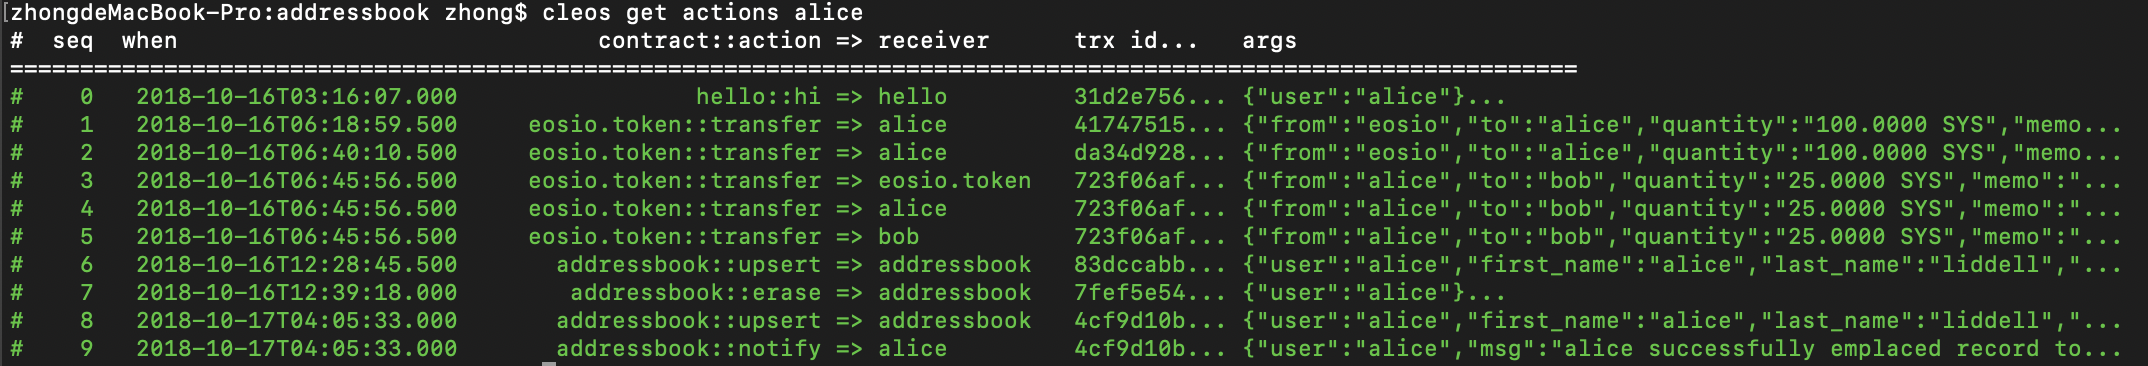 [zhongdeMacBook-Pro:addressbook zhong$ cleos get actions alice
#  seq  when                              contract::action => receiver      trx id...   args
================================================================================================================
#    0   2018-10-16T03:16:07.000                 hello::hi => hello         31d2e756... {"user":"alice"}...
#    1   2018-10-16T06:18:59.500     eosio.token::transfer => alice         41747515... {"from":"eosio","to":"alice","quantity":"100.0000 SYS","memo...
#    2   2018-10-16T06:40:10.500     eosio.token::transfer => alice         da34d928... {"from":"eosio","to":"alice","quantity":"100.0000 SYS","memo...
#    3   2018-10-16T06:45:56.500     eosio.token::transfer => eosio.token   723f06af... {"from":"alice","to":"bob","quantity":"25.0000 SYS","memo":"...
#    4   2018-10-16T06:45:56.500     eosio.token::transfer => alice         723f06af... {"from":"alice","to":"bob","quantity":"25.0000 SYS","memo":"...
#    5   2018-10-16T06:45:56.500     eosio.token::transfer => bob           723f06af... {"from":"alice","to":"bob","quantity":"25.0000 SYS","memo":"...
#    6   2018-10-16T12:28:45.500       addressbook::upsert => addressbook   83dccabb... {"user":"alice","first_name":"alice","last_name":"liddell","...
#    7   2018-10-16T12:39:18.000        addressbook::erase => addressbook   7fef5e54... {"user":"alice"}...
#    8   2018-10-17T04:05:33.000       addressbook::upsert => addressbook   4cf9d10b... {"user":"alice","first_name":"alice","last_name":"liddell","...
#    9   2018-10-17T04:05:33.000       addressbook::notify => alice         4cf9d10b... {"user":"alice","msg":"alice successfully emplaced record to...